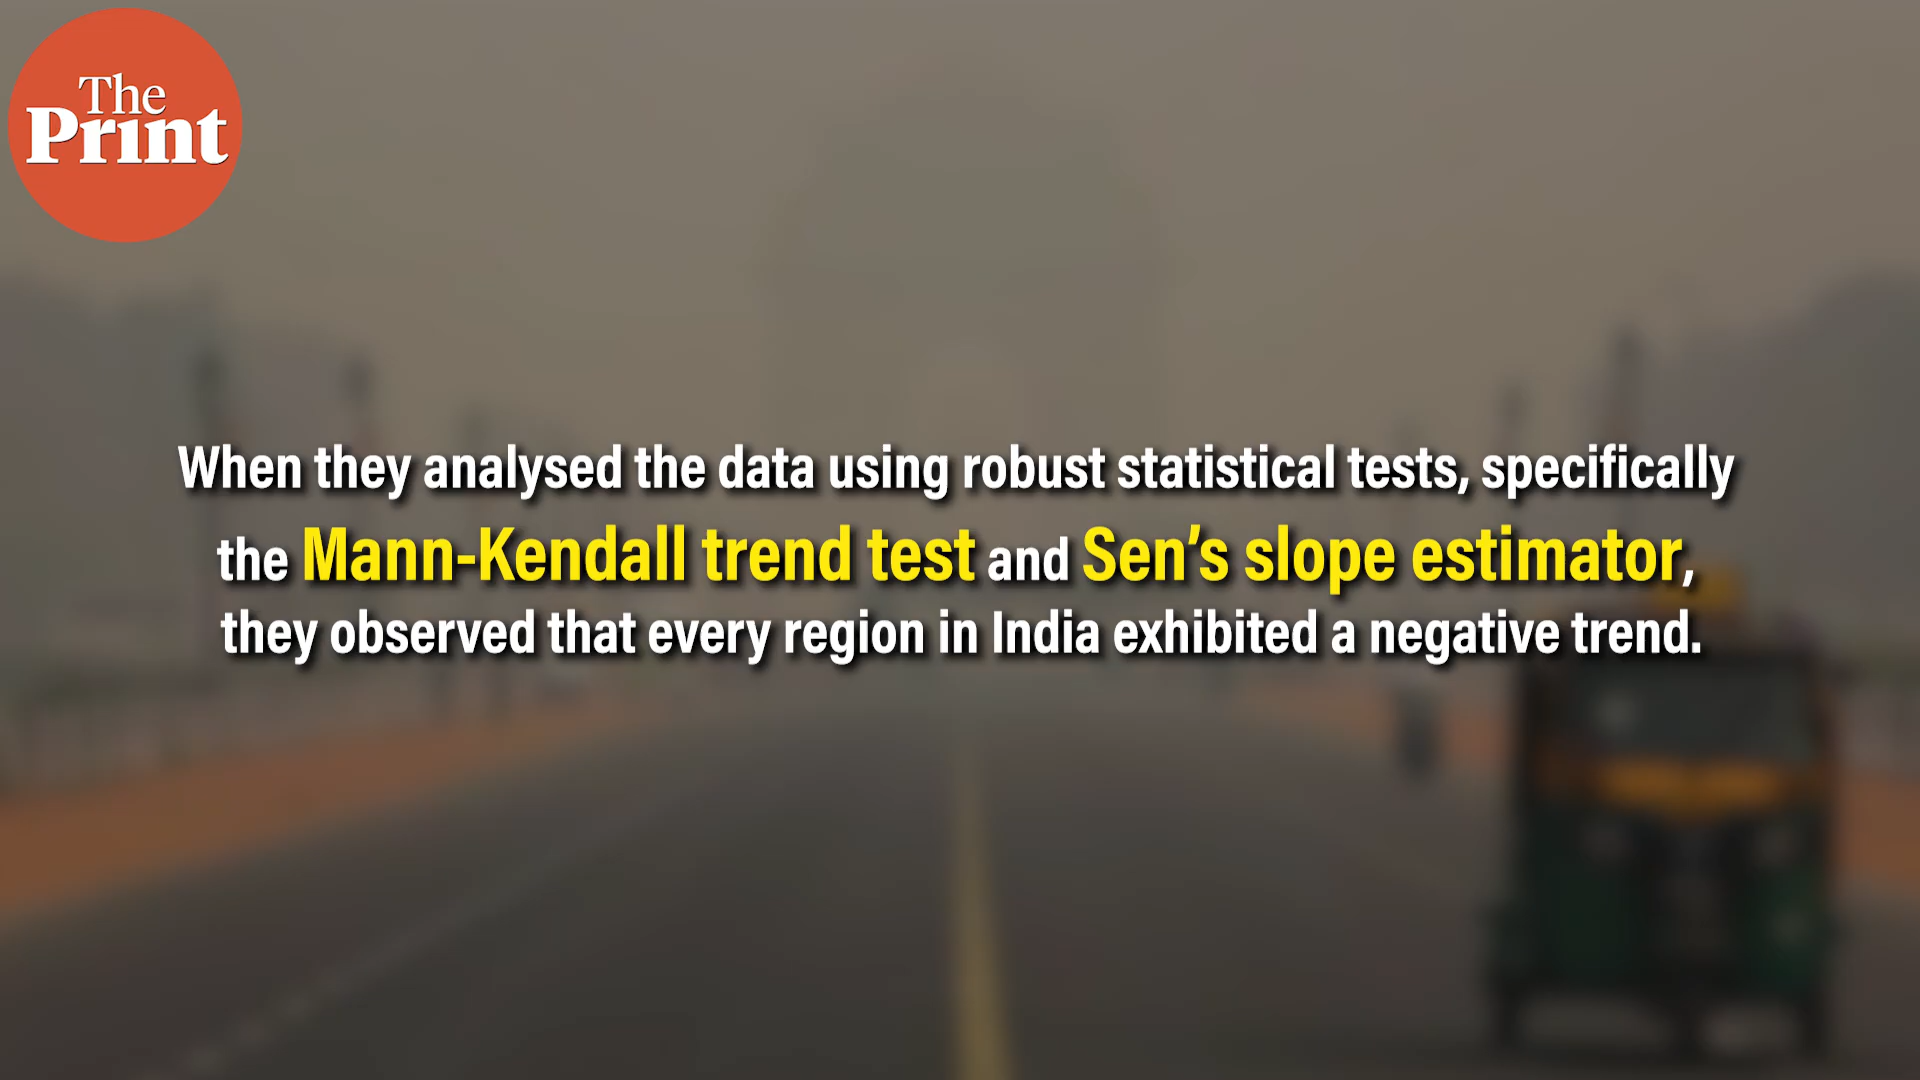 The
Print
When they analysed the data using robust statistical tests, specifically
the Mann-Kendall trend test and Sen’s slope estimator,
they observed that every region in India exhibited a negative trend.